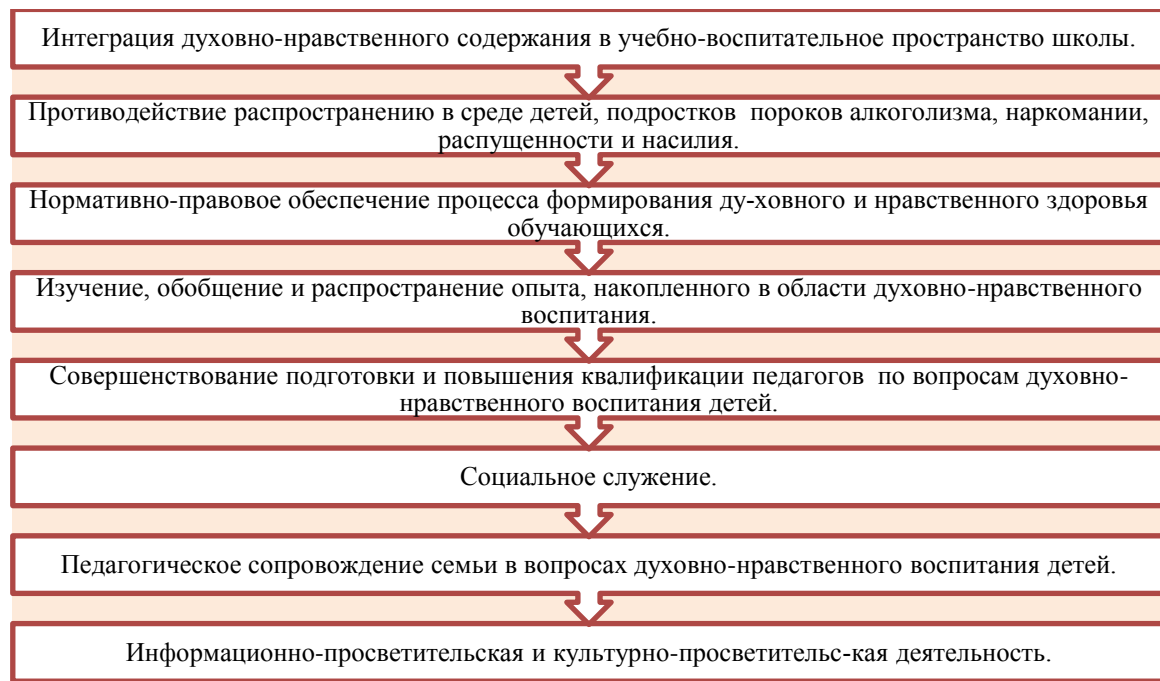 Интеграция духовно-нравственного содержания в учебно-воспитательное пространство школы.
Противодействие распространению в среде детей, подростков  пороков алкоголизма, наркомании,
распущенности и насилия.
Нормативно-правовое обеспечение процесса формирования ду-ховного и нравственного здоровья
обучающихся.
Изучение, обобщение и распространение опыта, накопленного в области духовно-нравственного
воспитания.
Совершенствование подготовки и повышения квалификации педагогов  по вопросам духовно-
нравственного воспитания детей.
Социальное служение.
Педагогическое сопровождение семьи в вопросах духовно-нравственного воспитания детей.
Информационно-просветительская и культурно-просветительс-кая деятельность.